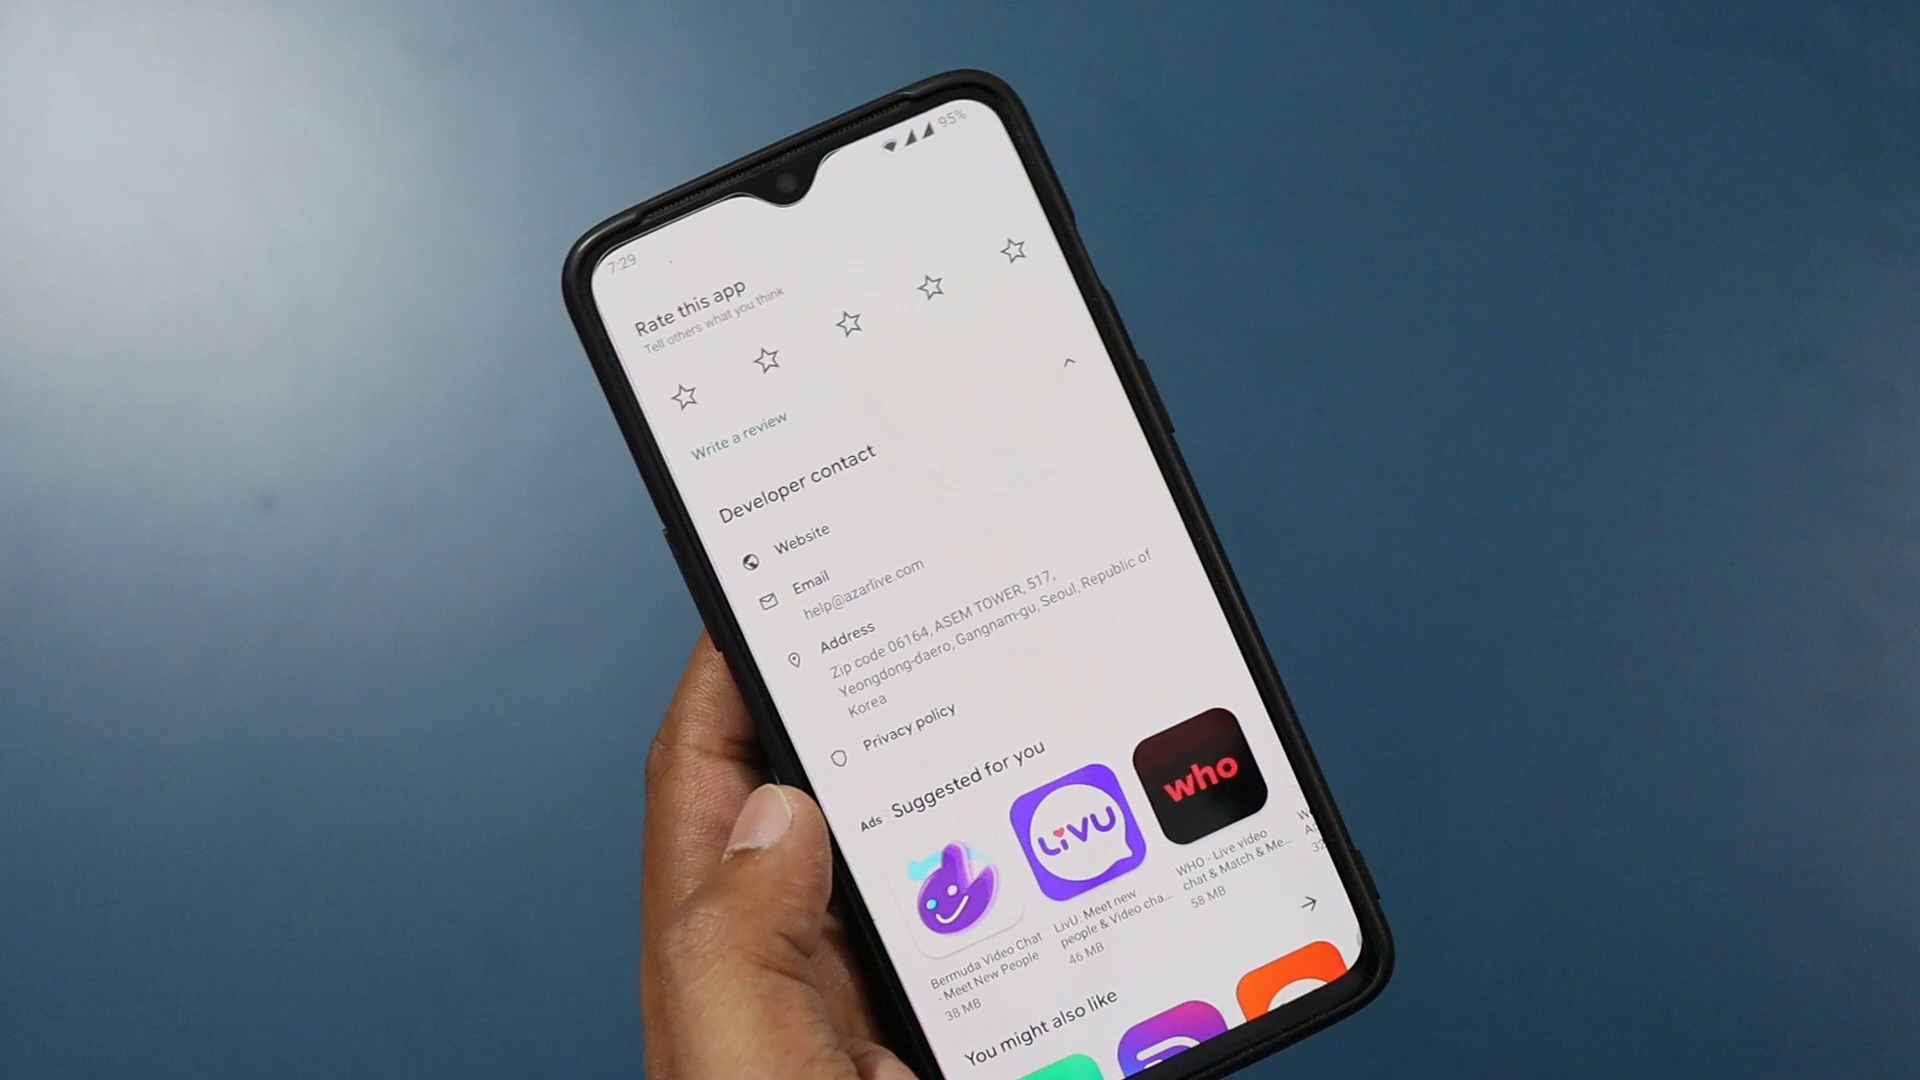 7:29
95%
Rate this app
Tell others what you think
Write a review
Developer contact
Website
Email
help@azarlive.com
Address
Zip code 06164, ASEM TOWER, 517,
Yeongdong-daero, Gangnam-gu, Seoul, Republic of
Korea
Privacy policy
Ads · Suggested for you
LivU
who
Bermuda Video Chat
- Meet New People
38 MB
LivU: Meet new
people & Video cha...
46 MB
WHO - Live video
chat & Match & Me...
58 MB
You might also like